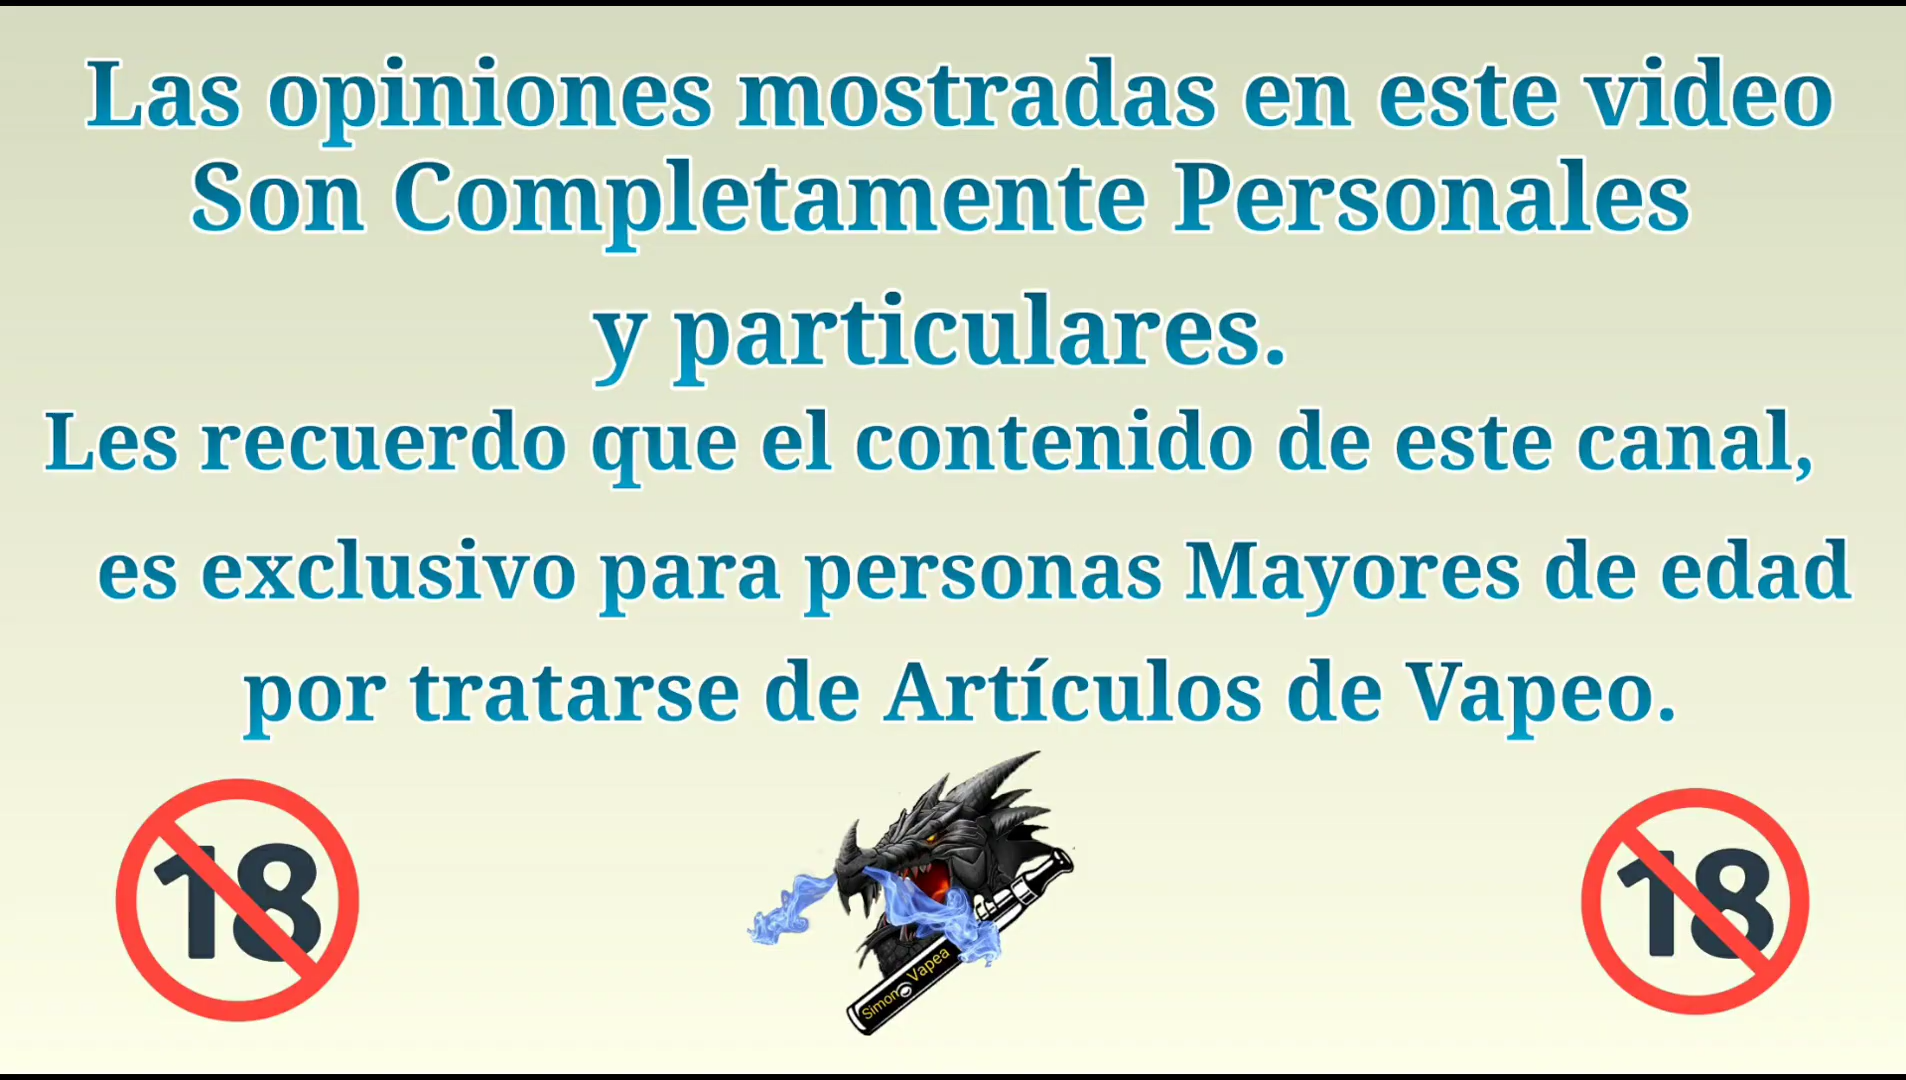 Las opiniones mostradas en este video
Son Completamente Personales
y particulares.
Les recuerdo que el contenido de este canal,
es exclusivo para personas Mayores de edad
por tratarse de Artículos de Vapeo.
18
Simon Vapea
18